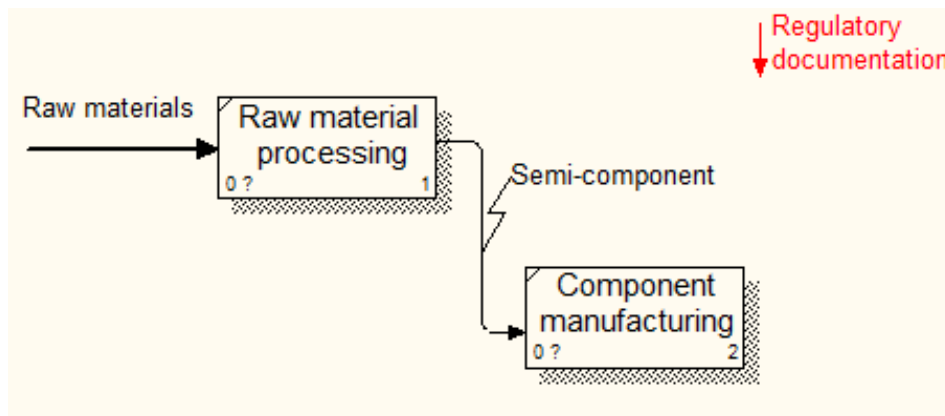 Regulatory
documentation
Raw materials
Raw material
processing
0 ?
1
Semi-component
Component
manufacturing
0 ?
2